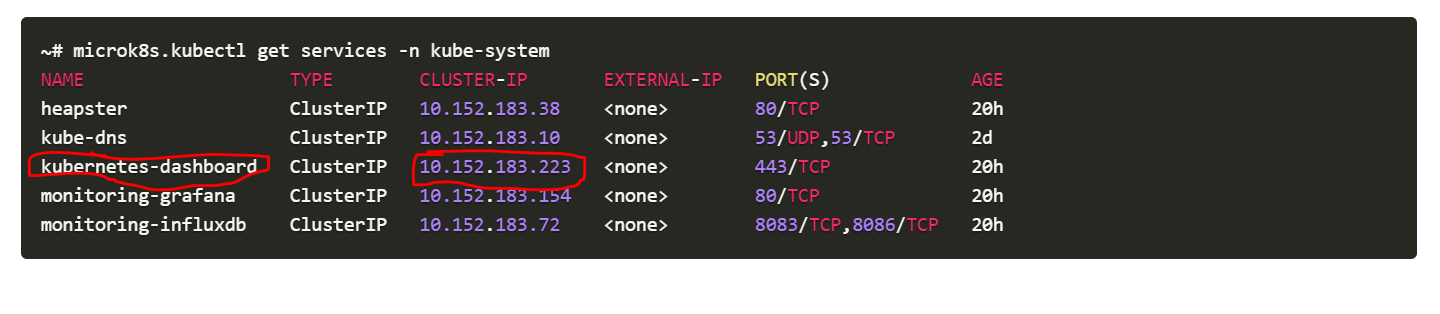 ~# microk8s.kubectl get services -n kube-system
NAME TYPE CLUSTER-IP EXTERNAL-IP PORT(S) AGE
heapster ClusterIP 10.152.183.38 <none> 80/TCP 20h
kube-dns ClusterIP 10.152.183.10 <none> 53/UDP,53/TCP 2d
kubernetes-dashboard ClusterIP 10.152.183.223 <none> 443/TCP 20h
monitoring-grafana ClusterIP 10.152.183.154 <none> 80/TCP 20h
monitoring-influxdb ClusterIP 10.152.183.72 <none> 8083/TCP,8086/TCP 20h